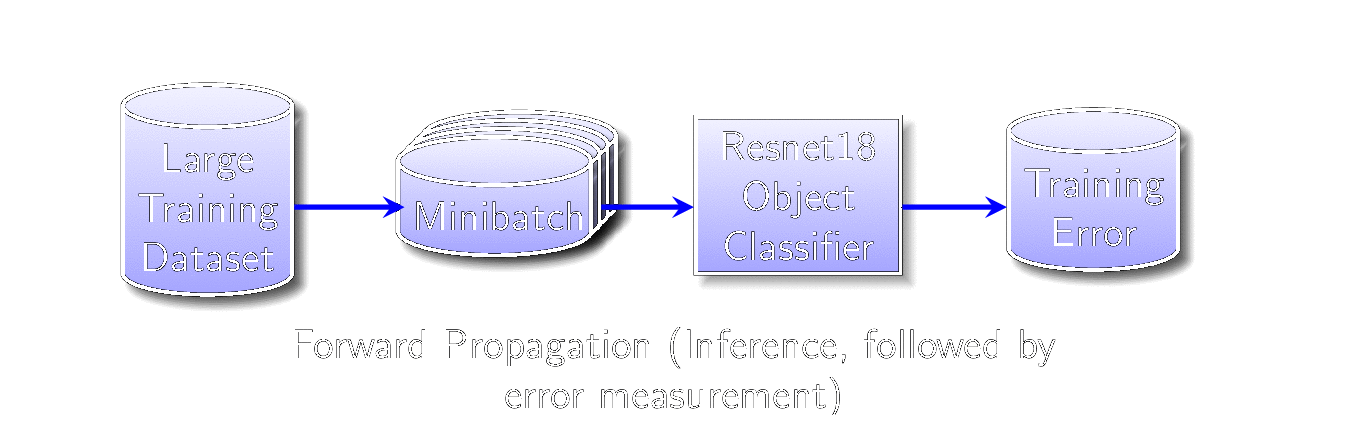 Large
Training
Dataset
Minibatch
Resnet18
Object
Classifier
Training
Error
Forward Propagation (Inference, followed by
error measurement)